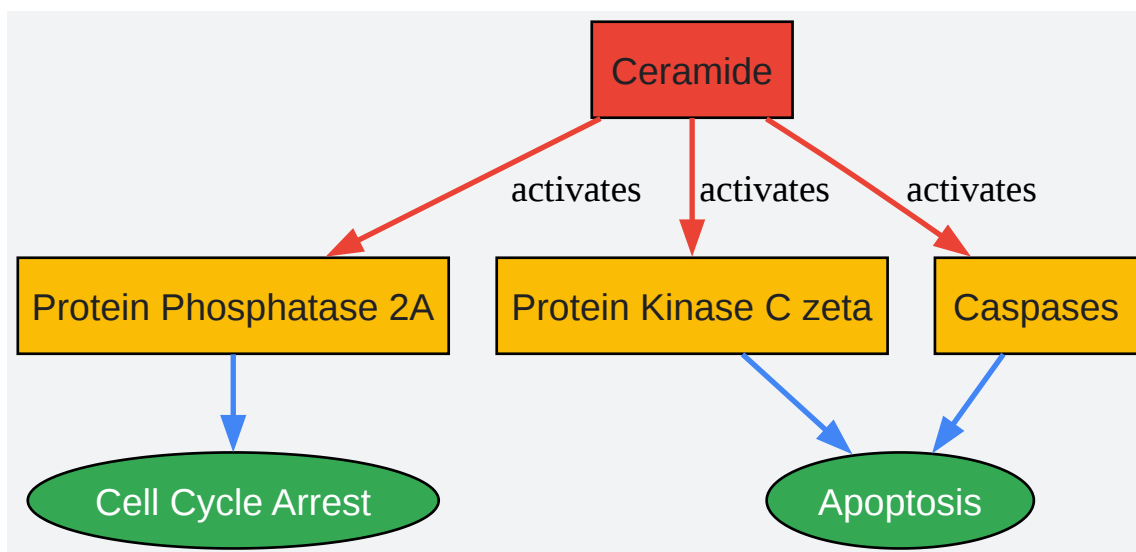 Ceramide
activates
activates
activates
Protein Phosphatase 2A
Protein Kinase C zeta
Caspases
Cell Cycle Arrest
Apoptosis